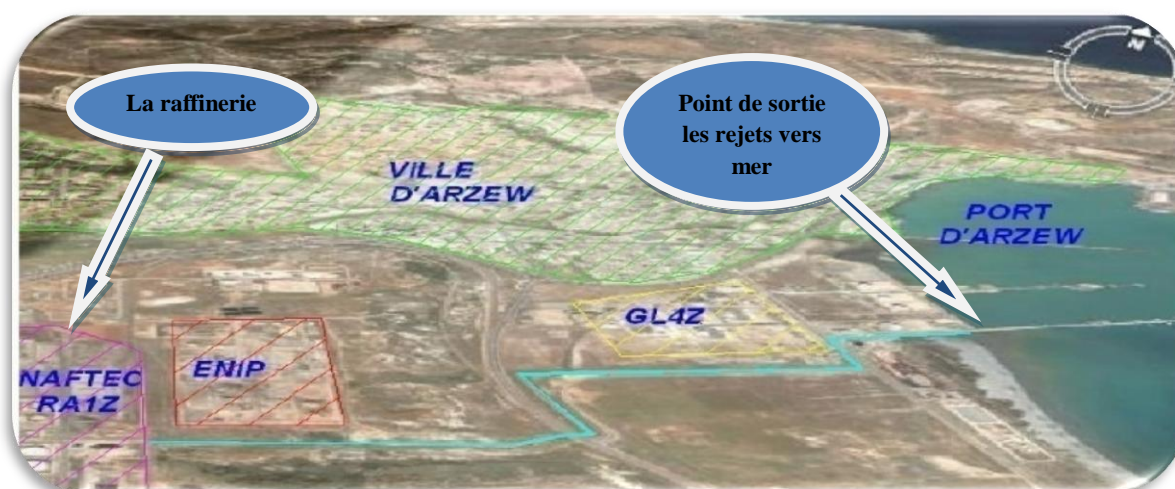 La raffinerie
Point de sortie
les rejets vers
mer
VILLE
D'ARZEW
PORT
D'ARZEW
GL4Z
ENIP
NAFTEC
RA1Z
N